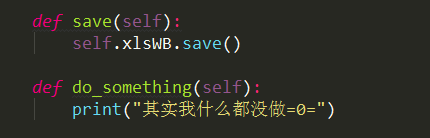 def save(self):
    self.xlsWB.save()
def do_something(self):
    print("其实我什么都没做=0=")